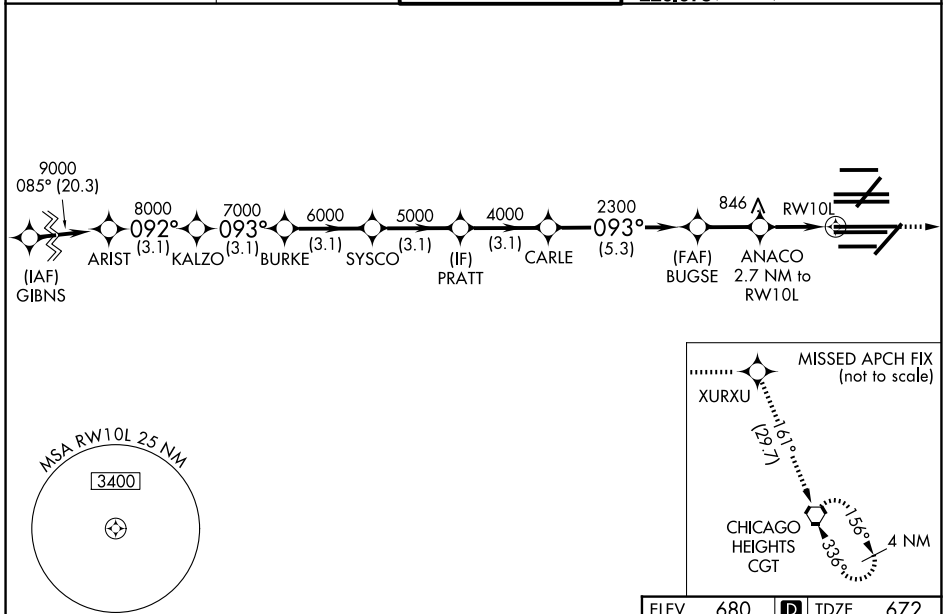 9000
085° (20.3)
8000
092°
(3.1)
7000
093°
(3.1)
6000
(3.1)
5000
(3.1)
4000
(3.1)
2300
093°
(5.3)
846
RW10L
(IAF)
GIBNS
ARIST
KALZO
BURKE
SYSCO
(IF)
PRATT
CARLE
(FAF)
BUGSE
ANACO
2.7 NM to
RW10L
MISSED APCH FIX
(not to scale)
XURXU
161°
(29.7)
CHICAGO
HEIGHTS
CGT
156°
336°
4 NM
MSA RW10L 25 NM
3400
ELEV 680 D TDZE 672